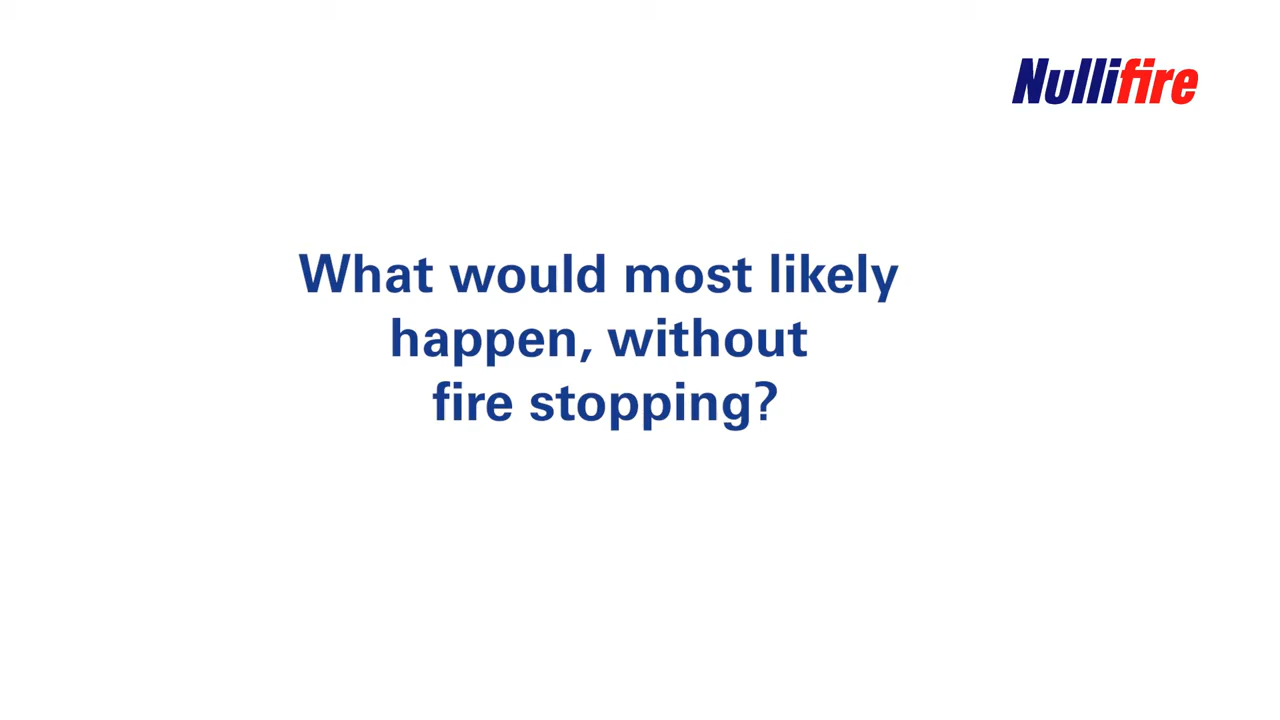 Nullifire
What would most likely
happen, without
fire stopping?